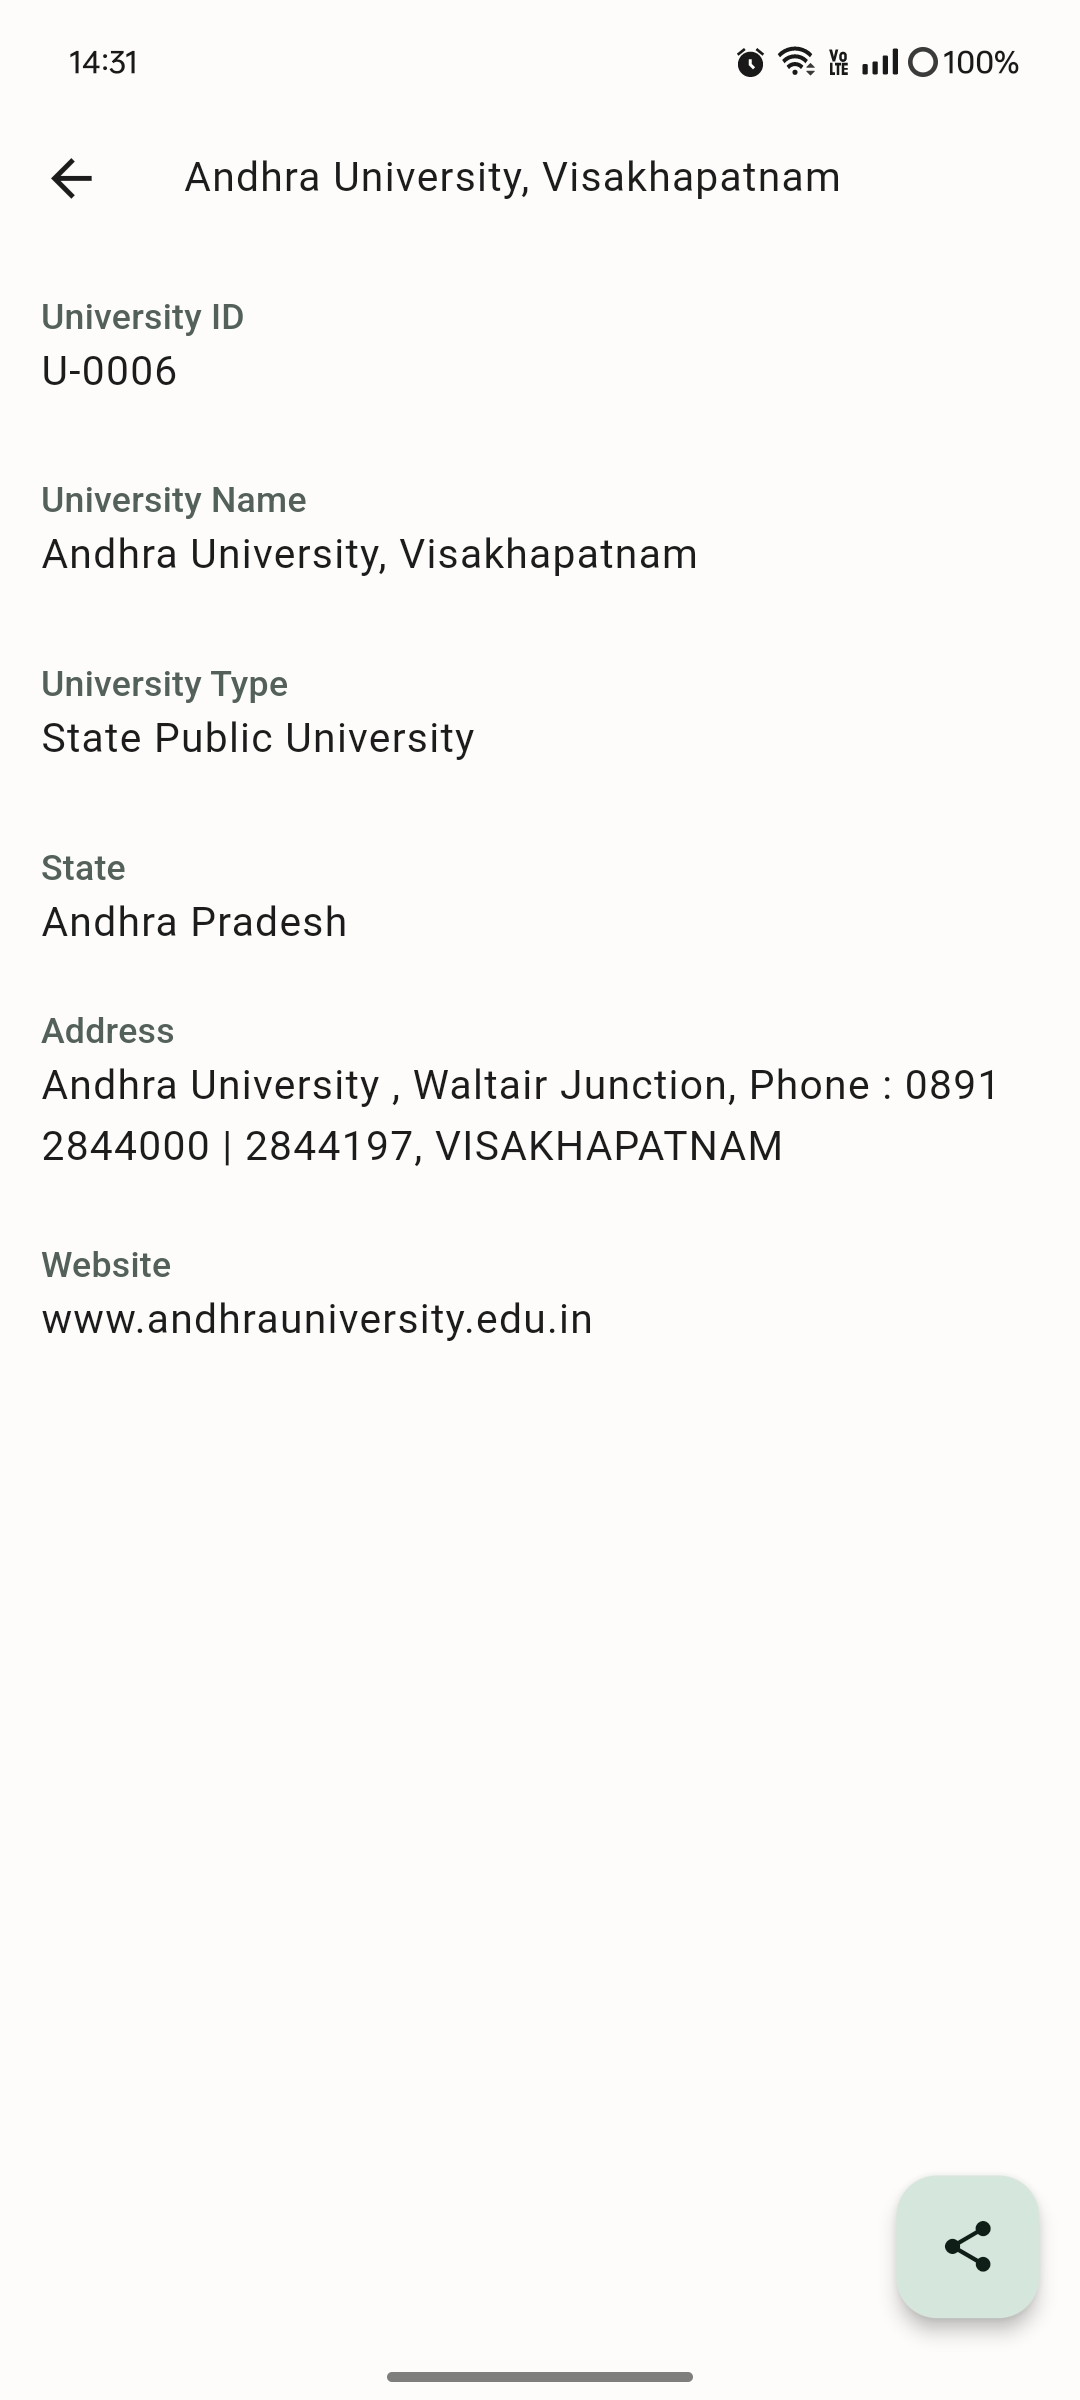 14:31
Vo LTE 100%
Andhra University, Visakhapatnam
University ID
U-0006
University Name
Andhra University, Visakhapatnam
University Type
State Public University
State
Andhra Pradesh
Address
Andhra University , Waltair Junction, Phone : 0891
2844000 | 2844197, VISAKHAPATNAM
Website
www.andhrauniversity.edu.in